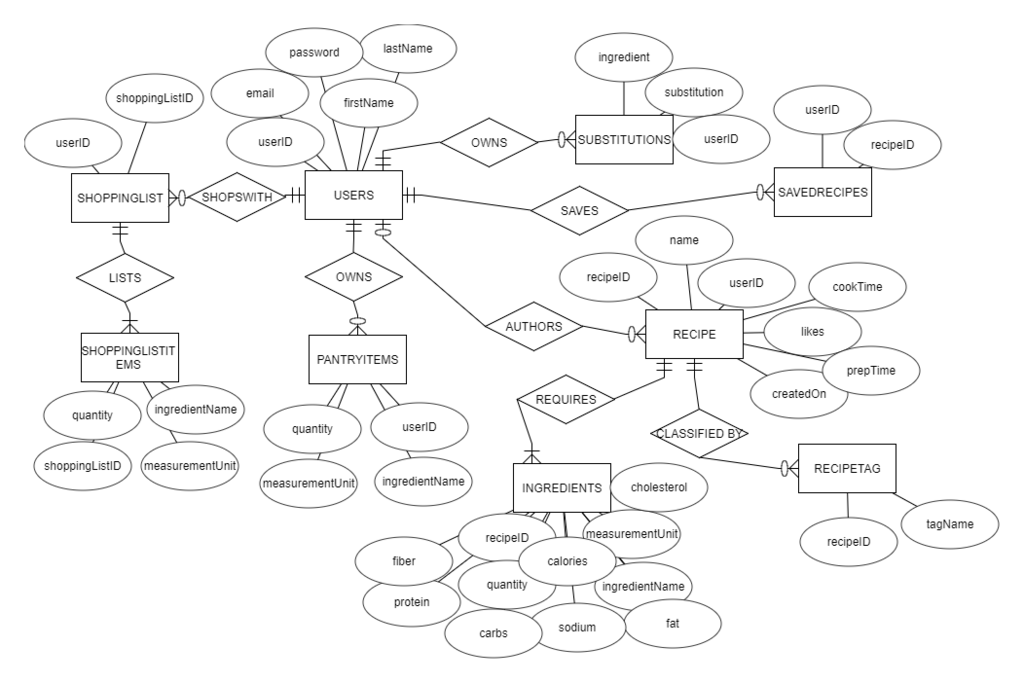 password
lastName
ingredient
shoppingListID
email
firstName
substitution
userID
userID
userID
OWNS
SUBSTITUTIONS
userID
recipeID
SHOPPINGLIST
SHOPSWITH
USERS
SAVES
SAVEDRECIPES
userID
name
LISTS
OWNS
recipeID
userID
cookTime
AUTHORS
RECIPE
likes
SHOPPINGLISTIT
EMS
PANTRYITEMS
prepTime
createdOn
quantity
ingredientName
REQUIRES
quantity
userID
CLASSIFIED BY
shoppingListID
measurementUnit
measurementUnit
ingredientName
INGREDIENTS
cholesterol
RECIPETAG
recipeID
measurementUnit
tagName
recipeID
fiber
calories
protein
quantity
ingredientName
carbs
sodium
fat